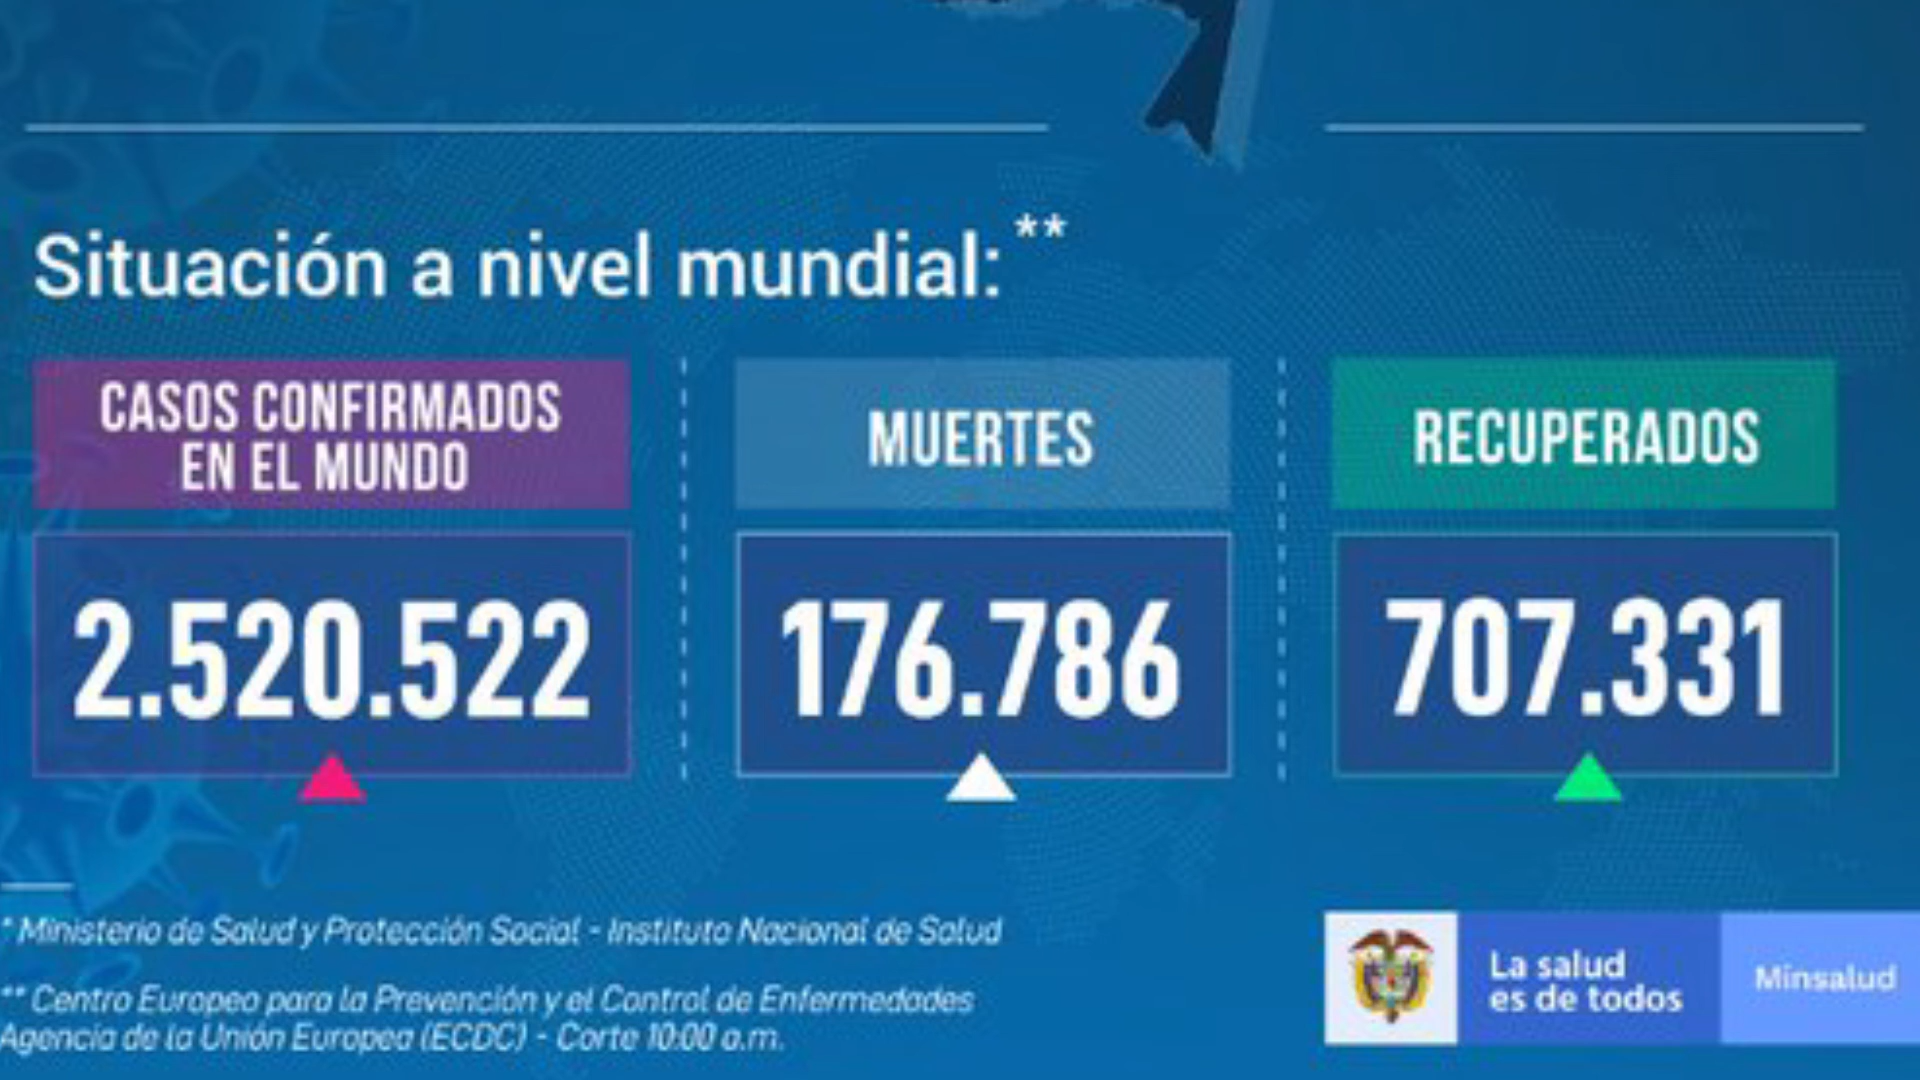 Situación a nivel mundial:**
CASOS CONFIRMADOS
EN EL MUNDO
2.520.522
MUERTES
176.786
RECUPERADOS
707.331
* Ministerio de Salud y Protección Social - Instituto Nacional de Salud
** Centro Europeo para la Prevención y el Control de Enfermedades
Agencia de la Unión Europea (ECDC) - Corte 10:00 a.m.
La salud
es de todos
Minsalud